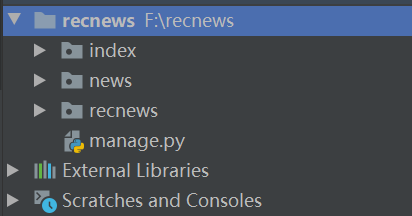 recnews F:\recnews
index
news
recnews
manage.py
External Libraries
Scratches and Consoles